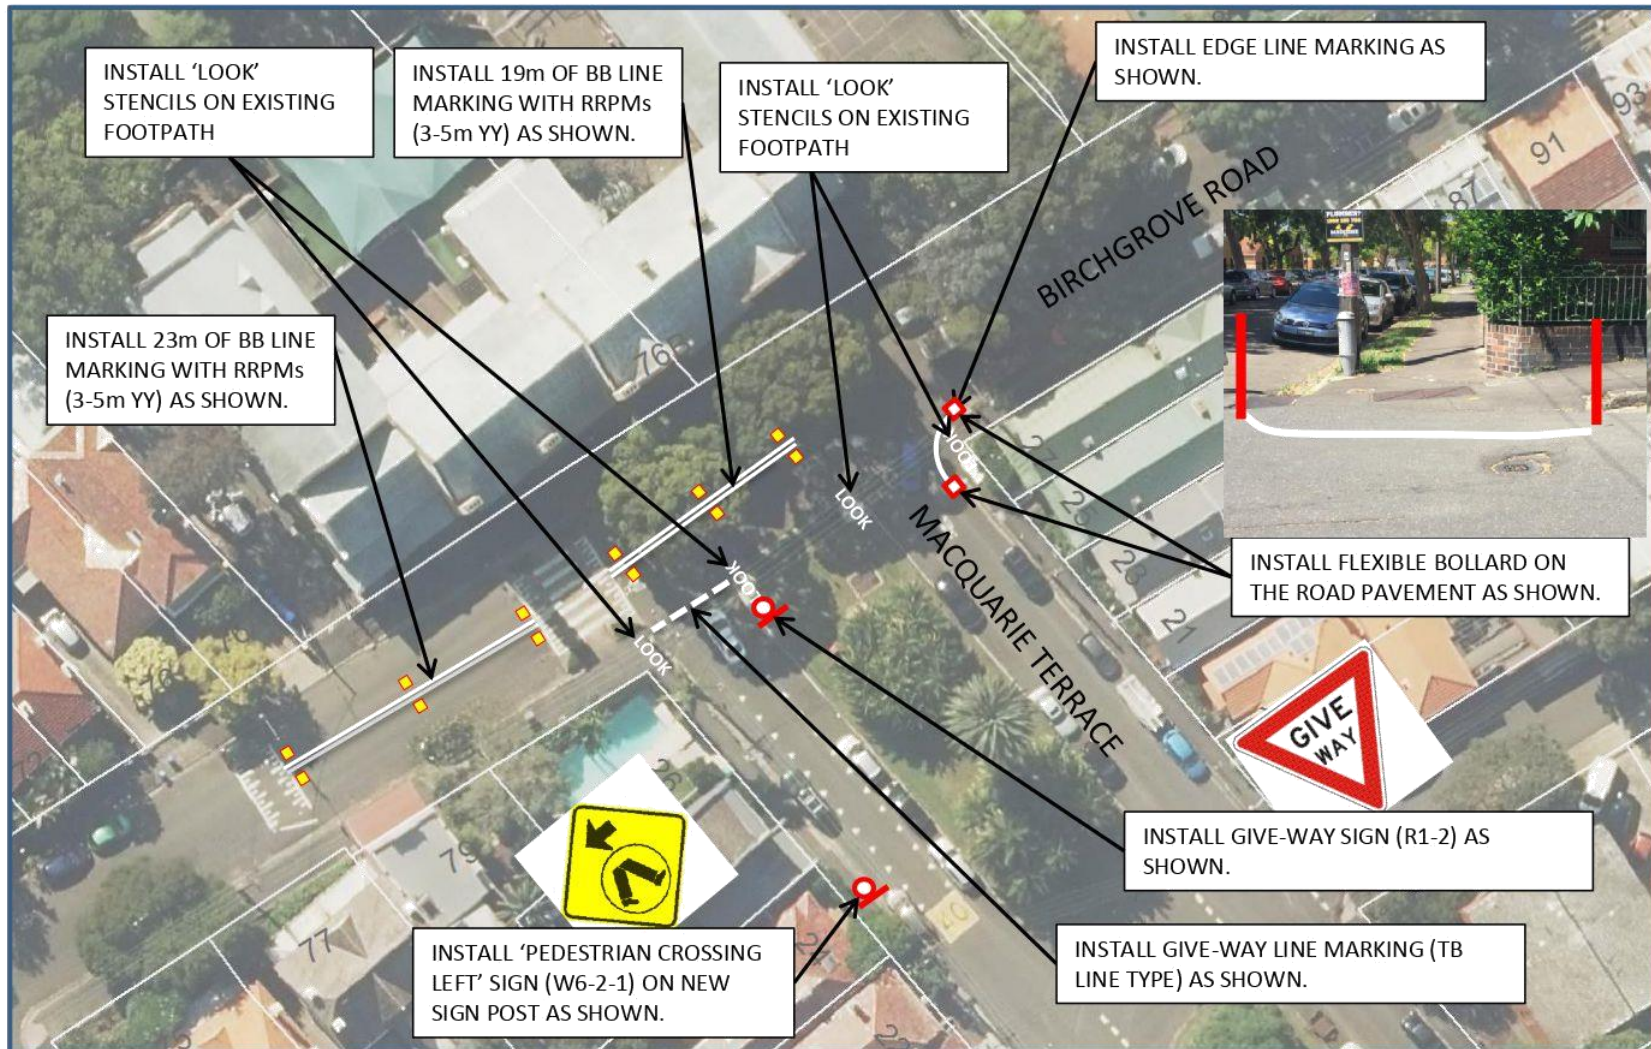 INSTALL ‘LOOK’
STENCILS ON EXISTING
FOOTPATH
INSTALL 19m OF BB LINE
MARKING WITH RRPMs
(3-5m YY) AS SHOWN.
INSTALL ‘LOOK’
STENCILS ON EXISTING
FOOTPATH
INSTALL EDGE LINE MARKING AS
SHOWN.
93
91
87
BIRCHGROVE ROAD
INSTALL 23m OF BB LINE
MARKING WITH RRPMs
(3-5m YY) AS SHOWN.
76
LOOK
27
LOOK
MACQUARIE TERRACE
23
21
INSTALL FLEXIBLE BOLLARD ON
THE ROAD PAVEMENT AS SHOWN.
LOOK
LOOK
26
GIVE
WAY
79
77
40
INSTALL GIVE-WAY SIGN (R1-2) AS
SHOWN.
INSTALL ‘PEDESTRIAN CROSSING
LEFT’ SIGN (W6-2-1) ON NEW
SIGN POST AS SHOWN.
24
INSTALL GIVE-WAY LINE MARKING (TB
LINE TYPE) AS SHOWN.
22